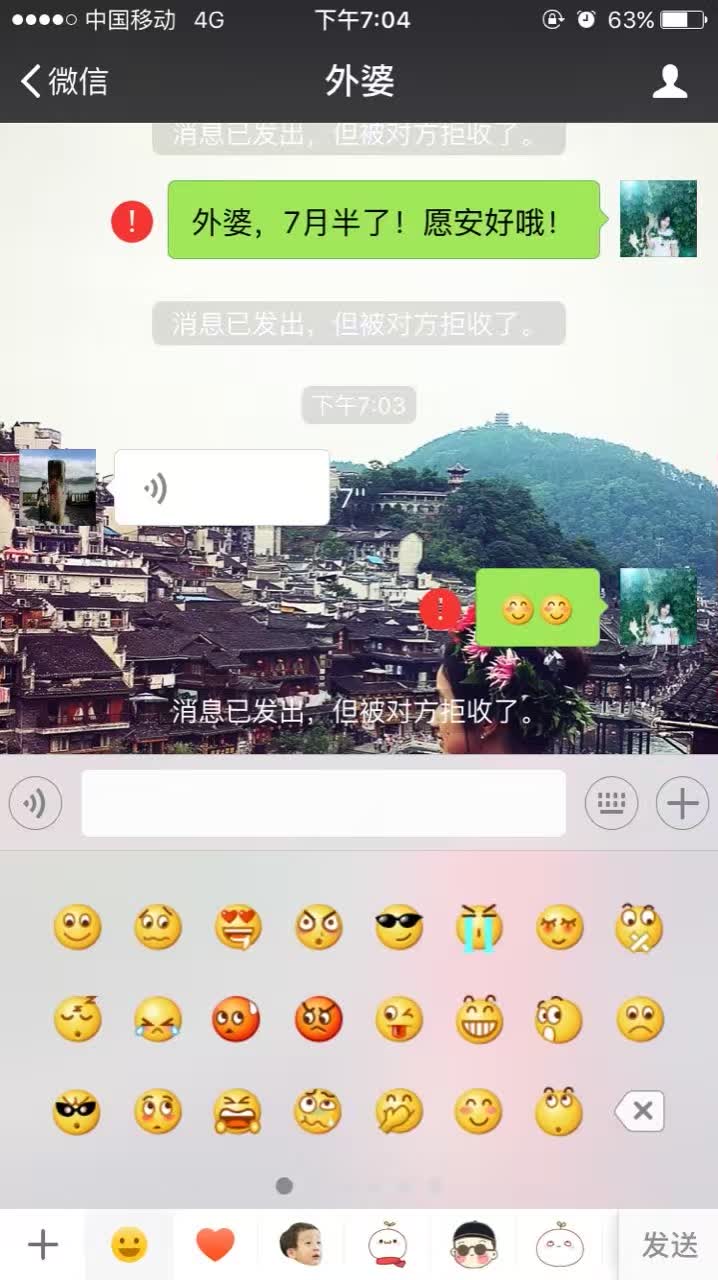 中国移动 4G 下午7:04 63%
微信 外婆
消息已发出，但被对方拒收了。
外婆，7月半了！愿安好哦！
消息已发出，但被对方拒收了。
下午7:03
7"
消息已发出，但被对方拒收了。
发送